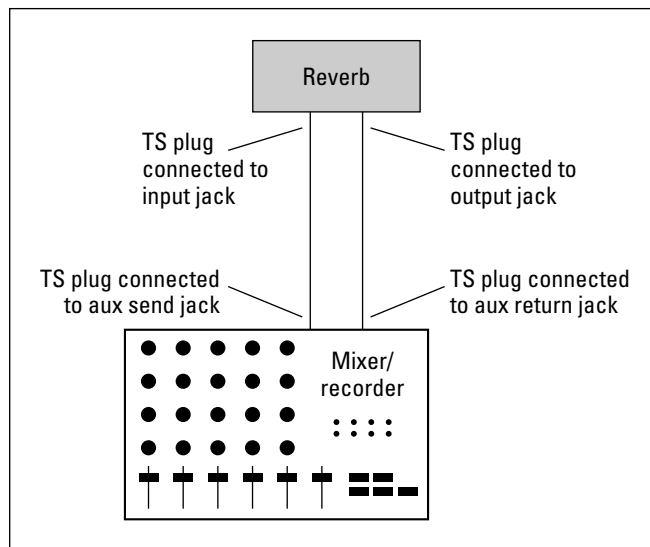 Reverb
TS plug
connected to
input jack
TS plug
connected to
output jack
TS plug connected
to aux send jack
TS plug connected
to aux return jack
Mixer/
recorder